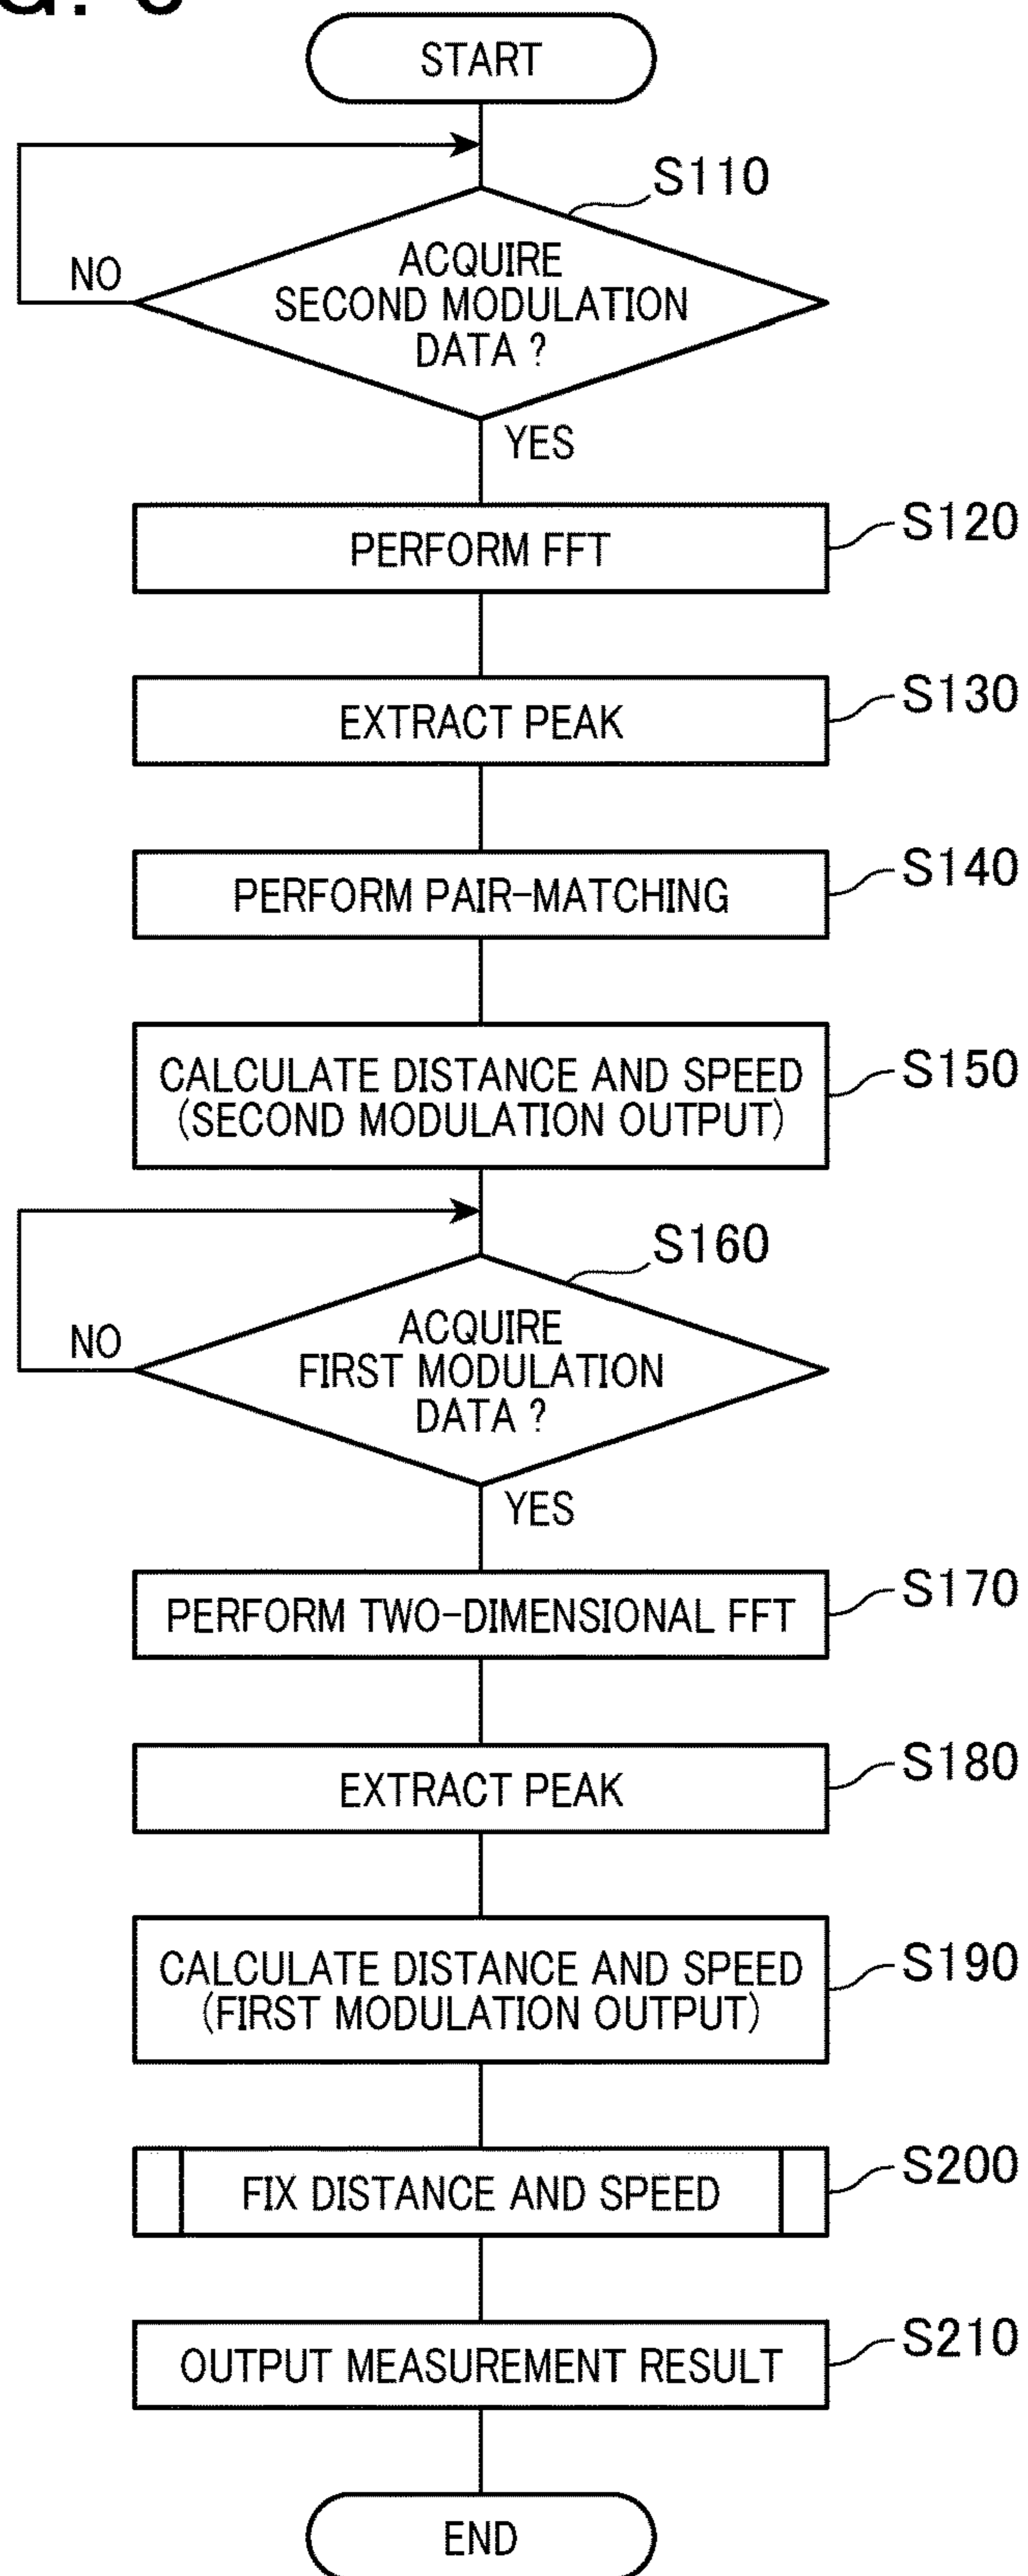 START
S110
ACQUIRE
SECOND MODULATION
DATA ?
NO
YES
PERFORM FFT
S120
EXTRACT PEAK
S130
PERFORM PAIR-MATCHING
S140
CALCULATE DISTANCE AND SPEED
(SECOND MODULATION OUTPUT)
S150
S160
ACQUIRE
FIRST MODULATION
DATA ?
NO
YES
PERFORM TWO-DIMENSIONAL FFT
S170
EXTRACT PEAK
S180
CALCULATE DISTANCE AND SPEED
(FIRST MODULATION OUTPUT)
S190
FIX DISTANCE AND SPEED
S200
OUTPUT MEASUREMENT RESULT
S210
END